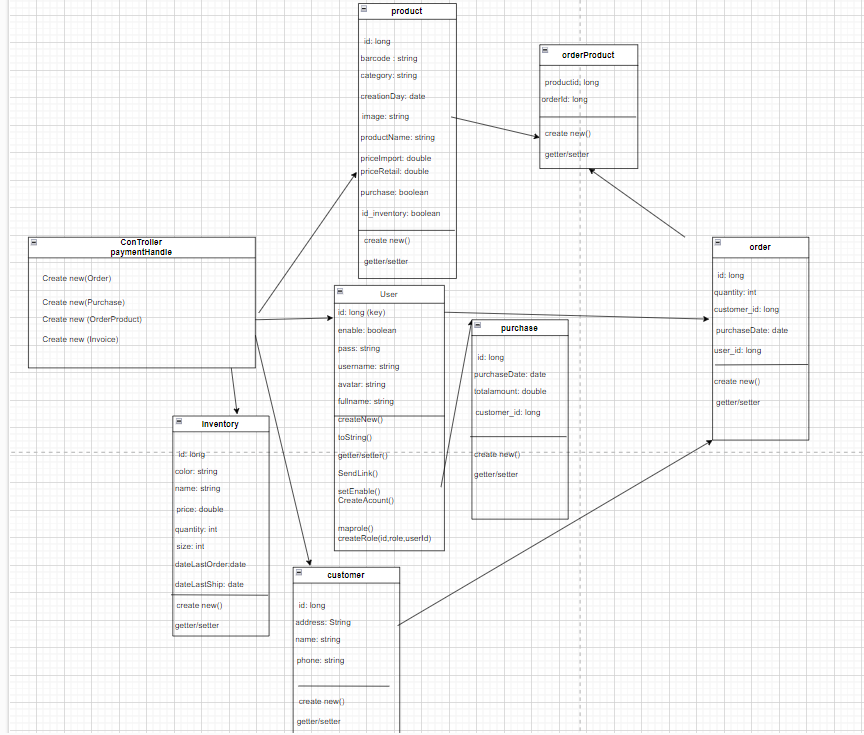 product
id: long
barcode : string
category: string
creationDay: date
image: string
productName: string
priceImport: double
priceRetail: double
purchase: boolean
id_inventory: boolean
create new()
getter/setter
orderProduct
productid: long
orderId: long
create new()
getter/setter
ConTroller
paymentHandle
Create new(Order)
Create new(Purchase)
Create new (OrderProduct)
Create new (Invoice)
User
id: long (key)
enable: boolean
pass: string
username: string
avatar: string
fullname: string
createNew()
toString()
getter/setter()
SendLink()
setEnable()
CreateAcount()
maprole()
createRole(id,role,userId)
purchase
id: long
purchaseDate: date
totalamount: double
customer_id: long
create new()
getter/setter
order
id: long
quantity: int
customer_id: long
purchaseDate: date
user_id: long
create new()
getter/setter
Inventory
id: long
color: string
name: string
price: double
quantity: int
size: int
dateLastOrder:date
dateLastShip: date
create new()
getter/setter
customer
id: long
address: String
name: string
phone: string
create new()
getter/setter